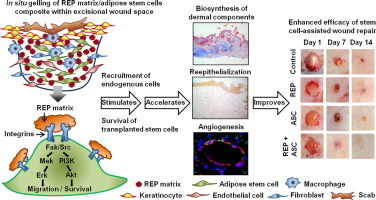 In situ gelling of REP matrix/adipose stem cells
composite within excisional wound space
Recruitment of
endogenous cells
Stimulates
Survival of
transplanted stem cells
REP matrix
Integrins
Fak/Src
Mek PI3K
Erk Akt
Migration / Survival
Biosynthesis of
dermal components
Reepithelialization
Accelerates
Angiogenesis
Improves
Enhanced efficacy of stem
cell-assisted wound repair
Day 1 Day 7 Day 14
Control
REP
ASC
REP +
ASC
REP matrix Adipose stem cell Macrophage
Keratinocyte Endothelial cell Fibroblast Scab